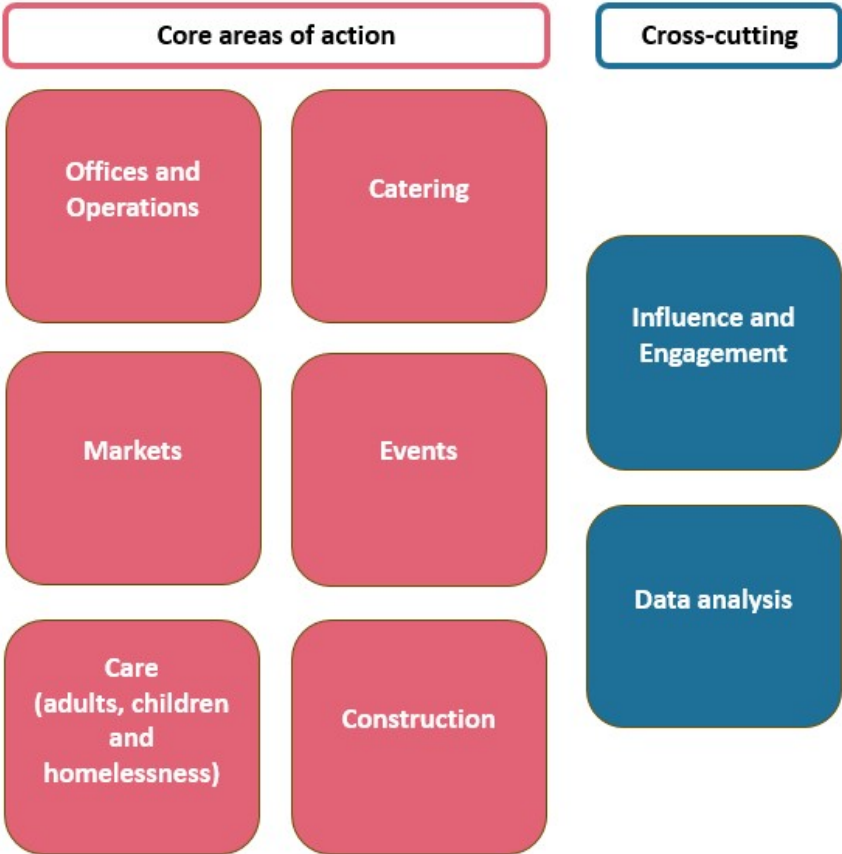 Core areas of action
Cross-cutting
Offices and
Operations
Catering
Influence and
Engagement
Markets
Events
Data analysis
Care
(adults, children
and
homelessness)
Construction